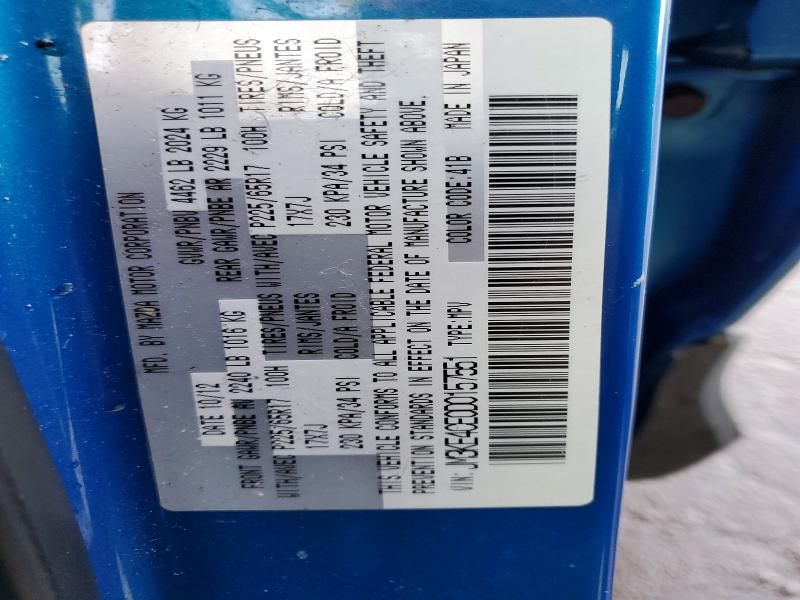 MFD. BY MAZDA MOTOR CORPORATION
DATE 10/12 GVWR/PNBV 4462 LB 2024 KG
FRONT GAWR/PNBE AV 2240 LB 1016 KG REAR GAWR/PNBE AR 2229 LB 1011 KG
WITH/AVEC P225/65R17 100H TIRES/PNEUS WITH/AVEC P225/65R17 100H TIRES/PNEUS
17X7J RIMS/JANTES 17X7J RIMS/JANTES
230 KPA/34 PSI COLD/A FROID 230 KPA/34 PSI COLD/A FROID
THIS VEHICLE CONFORMS TO ALL APPLICABLE FEDERAL MOTOR VEHICLE SAFETY AND THEFT
PREVENTION STANDARDS IN EFFECT ON THE DATE OF MANUFACTURE SHOWN ABOVE.
VIN: JM3KE4CE0D0157551 TYPE:MPV COLOR CODE:41B MADE IN JAPAN